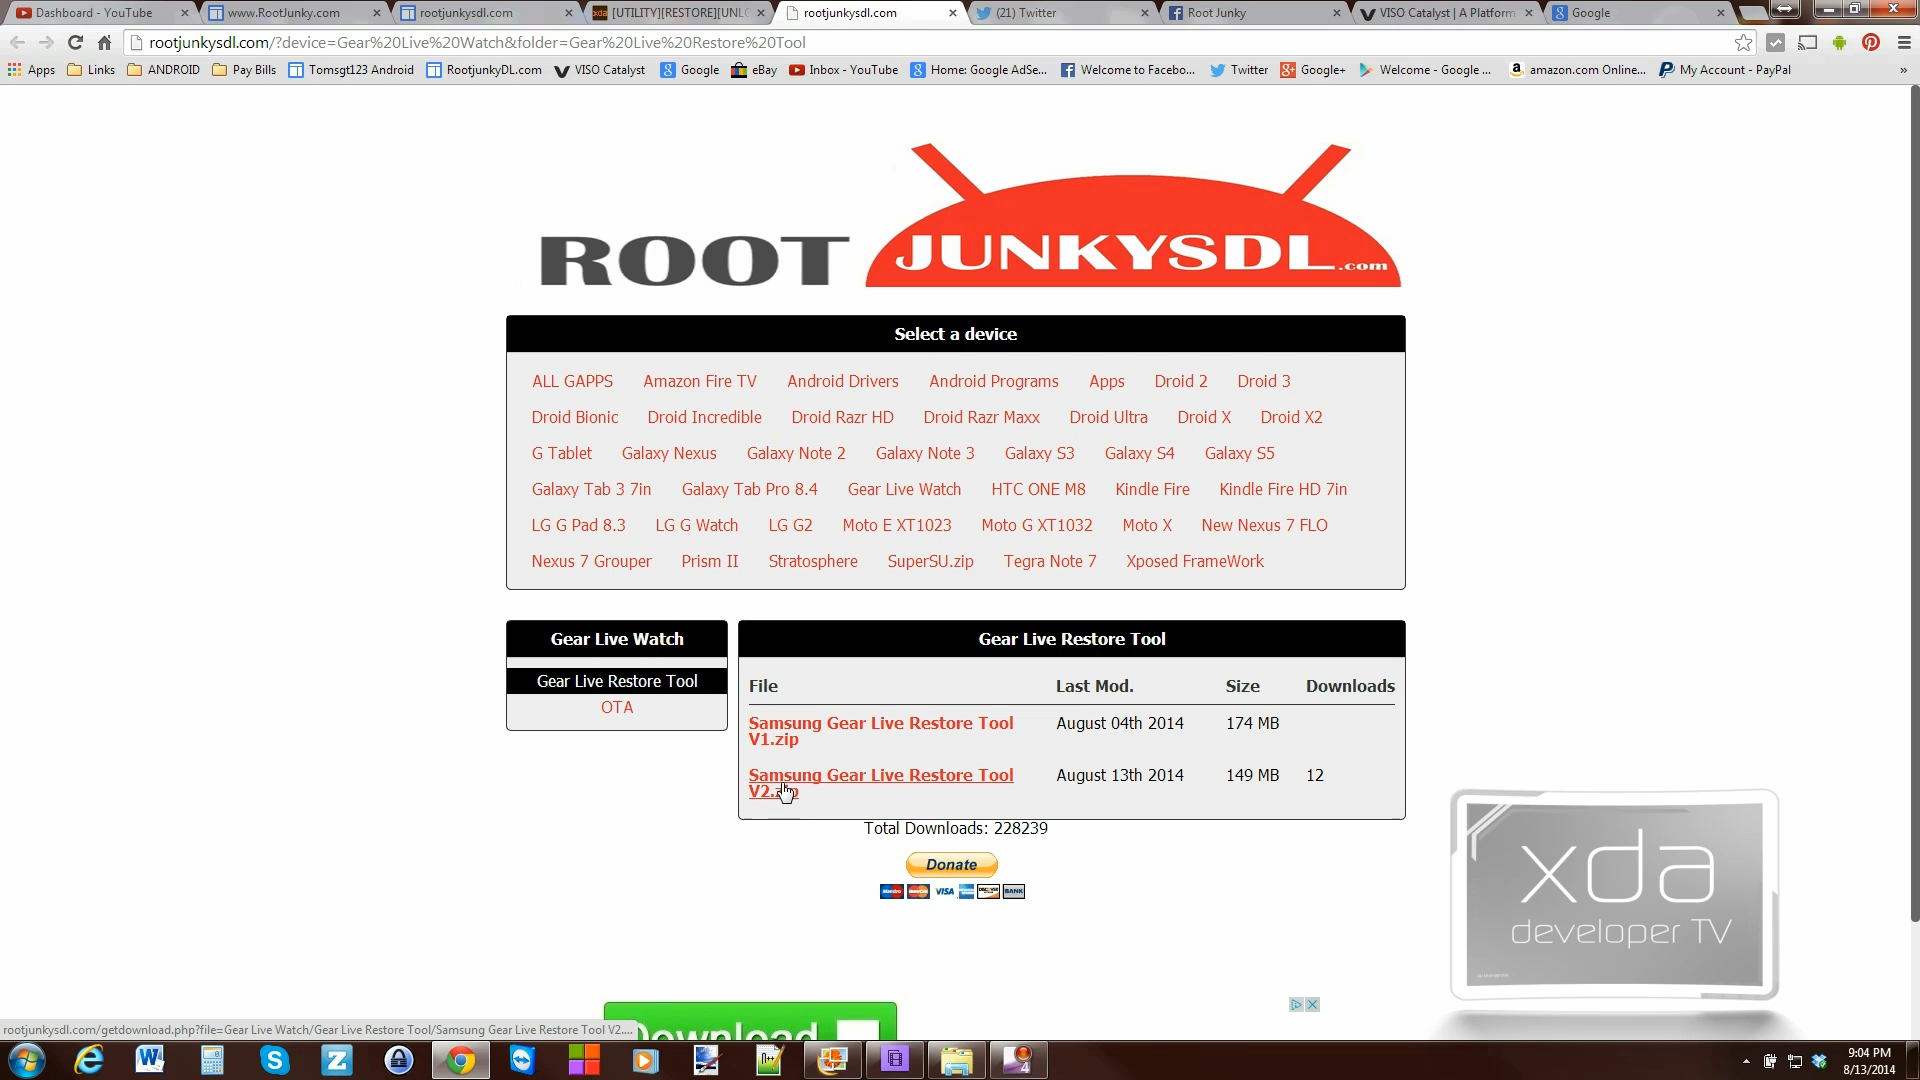 Dashboard - YouTube
www.RootJunky.com
rootjunkysdl.com
[UTILITY][RESTORE][UNLO
rootjunkysdl.com
(21) Twitter
Root Junky
VISO Catalyst | A Platform
Google
rootjunkysdl.com/?device=Gear%20Live%20Watch&folder=Gear%20Live%20Restore%20Tool
Apps
Links
ANDROID
Pay Bills
Tomsgt123 Android
RootjunkyDL.com
VISO Catalyst
Google
eBay
Inbox - YouTube
Home: Google AdSe...
Welcome to Facebo...
Twitter
Google+
Welcome - Google ...
amazon.com Online...
My Account - PayPal
»
ROOT JUNKYSDL.com
Select a device
ALL GAPPS Amazon Fire TV Android Drivers Android Programs Apps Droid 2 Droid 3
Droid Bionic Droid Incredible Droid Razr HD Droid Razr Maxx Droid Ultra Droid X Droid X2
G Tablet Galaxy Nexus Galaxy Note 2 Galaxy Note 3 Galaxy S3 Galaxy S4 Galaxy S5
Galaxy Tab 3 7in Galaxy Tab Pro 8.4 Gear Live Watch HTC ONE M8 Kindle Fire Kindle Fire HD 7in
LG G Pad 8.3 LG G Watch LG G2 Moto E XT1023 Moto G XT1032 Moto X New Nexus 7 FLO
Nexus 7 Grouper Prism II Stratosphere SuperSU.zip Tegra Note 7 Xposed FrameWork
Gear Live Watch
Gear Live Restore Tool
OTA
Gear Live Restore Tool
File Last Mod. Size Downloads
Samsung Gear Live Restore Tool August 04th 2014 174 MB
V1.zip
Samsung Gear Live Restore Tool August 13th 2014 149 MB 12
V2.zip
Total Downloads: 228239
Donate
VISA
BANK
xda
developer TV
Download
rootjunkysdl.com/getdownload.php?file=Gear Live Watch/Gear Live Restore Tool/Samsung Gear Live Restore Tool V2....
9:04 PM
8/13/2014